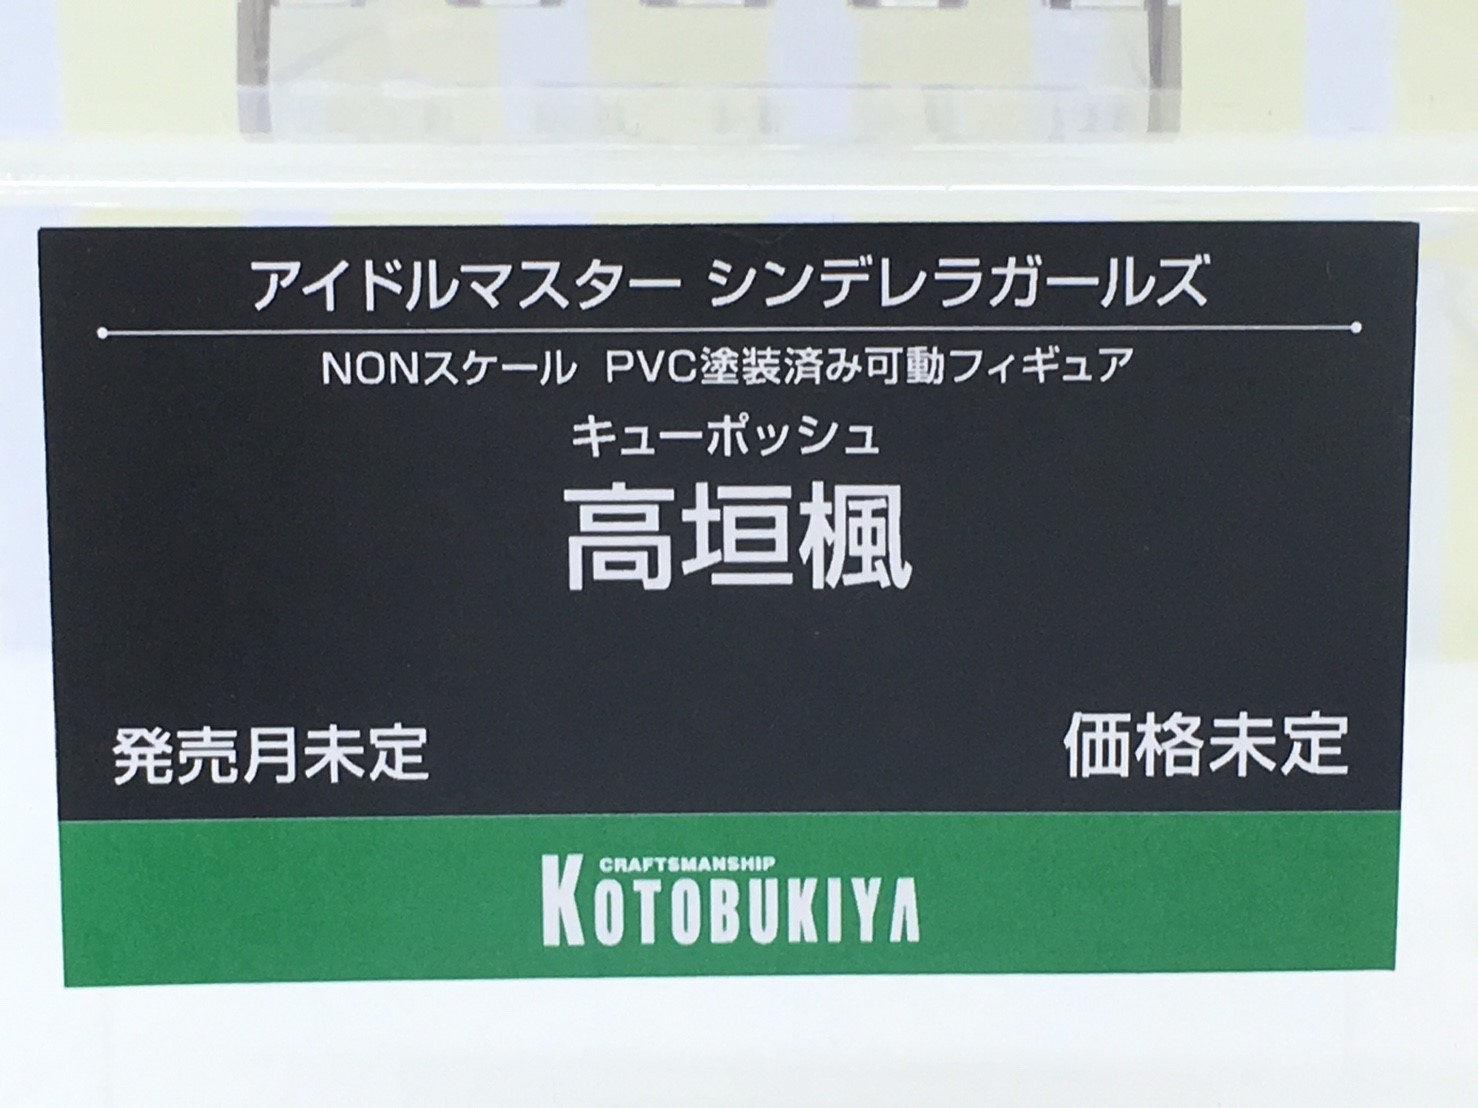 アイドルマスター シンデレラガールズ
NONスケール PVC塗装済み可動フィギュア
キューポッシュ
高垣楓
発売月未定
価格未定
CRAFTSMANSHIP
KOTOBUKIYA